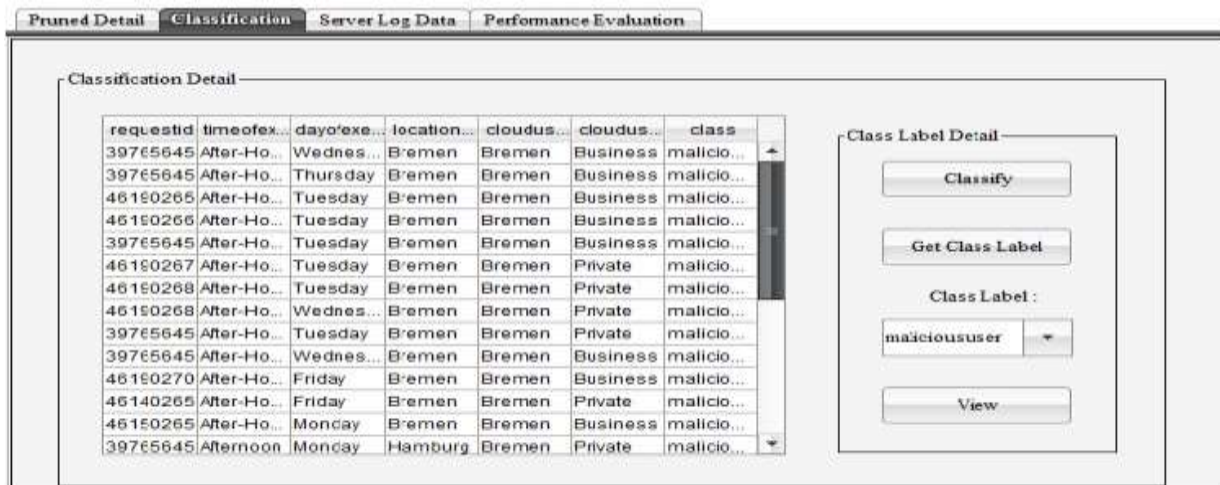 Pruned Detail Classification Server Log Data Performance Evaluation
Classification Detail
requestid timeofex... dayofexe... location... cloudus... cloudus... class
39765645 After-Ho... Wednes... Bremen Bremen Business malicio...
39765645 After-Ho... Thursday Bremen Bremen Business malicio...
46190265 After-Ho... Tuesday Bremen Bremen Business malicio...
46190266 After-Ho... Tuesday Bremen Bremen Business malicio...
39765645 After-Ho... Tuesday Bremen Bremen Business malicio...
46190267 After-Ho... Tuesday Bremen Bremen Private malicio...
46190268 After-Ho... Tuesday Bremen Bremen Private malicio...
46190268 After-Ho... Wednes... Bremen Bremen Private malicio...
39765645 After-Ho... Tuesday Bremen Bremen Private malicio...
39765645 After-Ho... Wednes... Bremen Bremen Business malicio...
46190270 After-Ho... Friday Bremen Bremen Business malicio...
46140265 After-Ho... Friday Bremen Bremen Private malicio...
46150265 After-Ho... Monday Bremen Bremen Business malicio...
39765645 Afternoon Monday Hamburg Bremen Private malicio...
Class Label Detail
Classify
Get Class Label
Class Label :
malicioususer
View